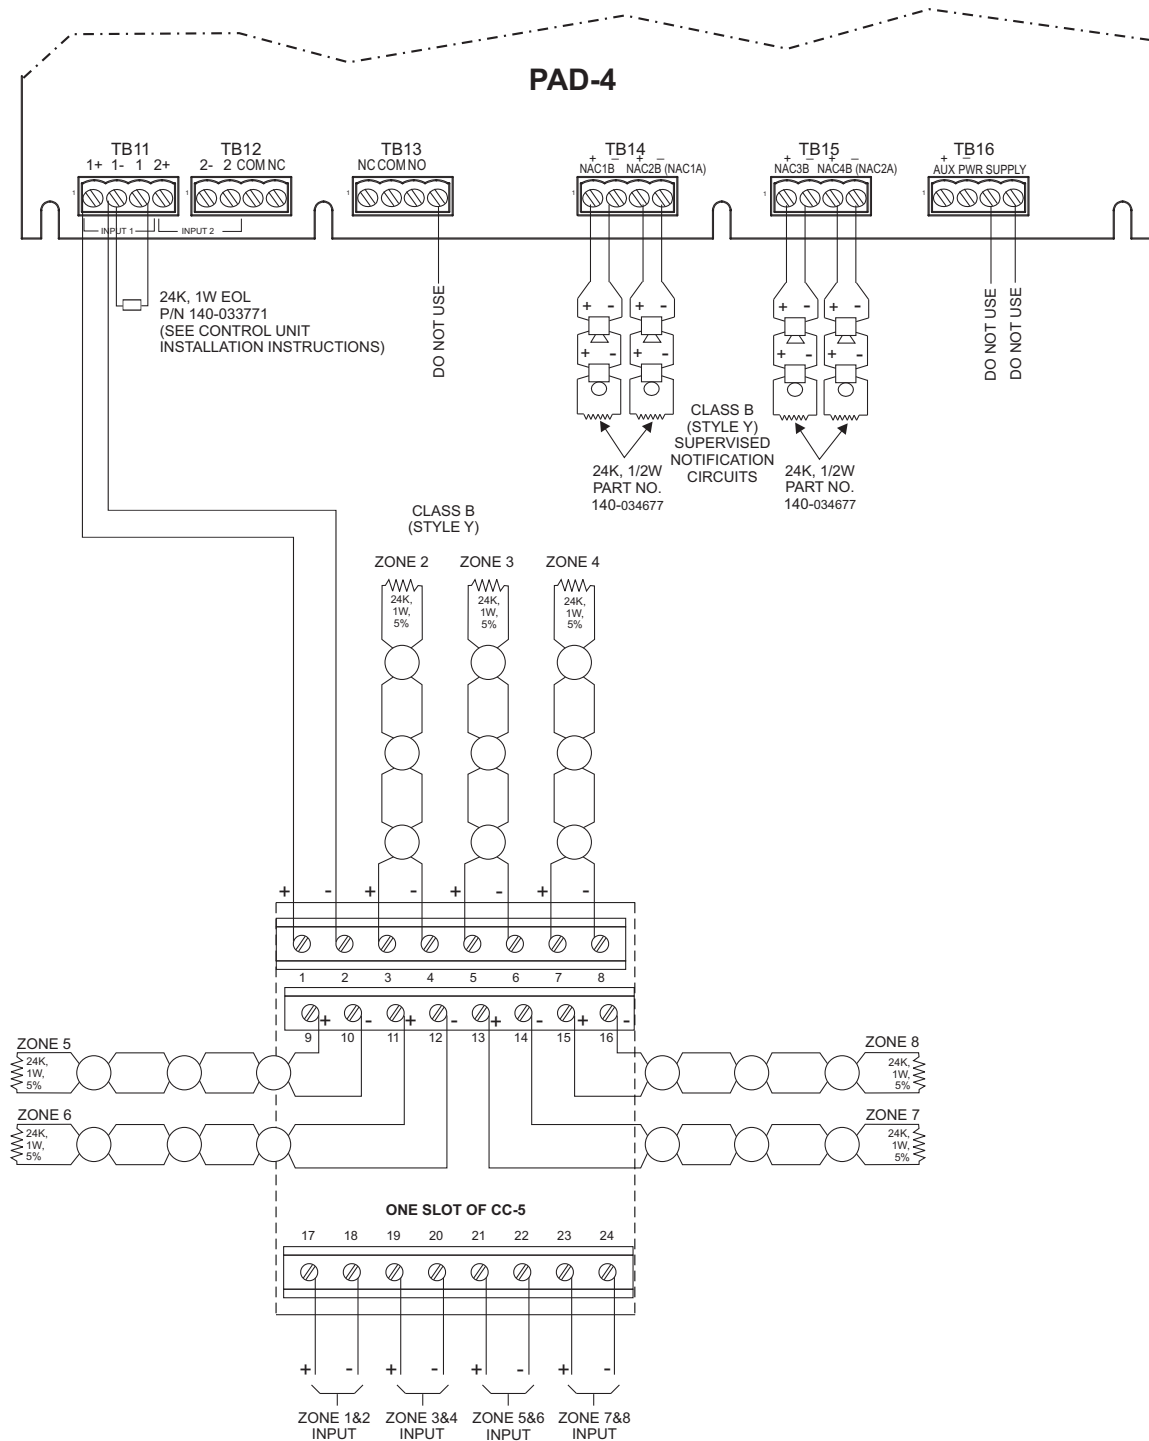 PAD-4
TB11
1+ 1- 1 2+
TB12
2- 2 COM NC
TB13
NC COM NO
TB14
+ − −
NAC1B NAC2B (NAC1A)
TB15
+ − + −
NAC3B NAC4B (NAC2A)
TB16
+ −
AUX PWR SUPPLY
1 1 1 1 1 1
INPUT 1 INPUT 2
24K, 1W EOL
P/N 140-033771
(SEE CONTROL UNIT
INSTALLATION INSTRUCTIONS)
DO NOT USE
+ - + -
+ - + -
+ - + -
+ - + -
DO NOT USE
DO NOT USE
CLASS B
(STYLE Y)
SUPERVISED
NOTIFICATION
CIRCUITS
24K, 1/2W
PART NO.
140-034677
24K, 1/2W
PART NO.
140-034677
CLASS B
(STYLE Y)
ZONE 2 ZONE 3 ZONE 4
24K,
1W,
5%
24K,
1W,
5%
24K,
1W,
5%
+ - + - + - + -
1 2 3 4 5 6 7 8
+ - + - + - + -
9 10 11 12 13 14 15 16
ZONE 5
24K,
1W,
5%
ZONE 8
24K,
1W,
5%
ZONE 6
24K,
1W,
5%
ZONE 7
24K,
1W,
5%
ONE SLOT OF CC-5
17 18 19 20 21 22 23 24
+ - + - + - + -
ZONE 1&2
INPUT
ZONE 3&4
INPUT
ZONE 5&6
INPUT
ZONE 7&8
INPUT